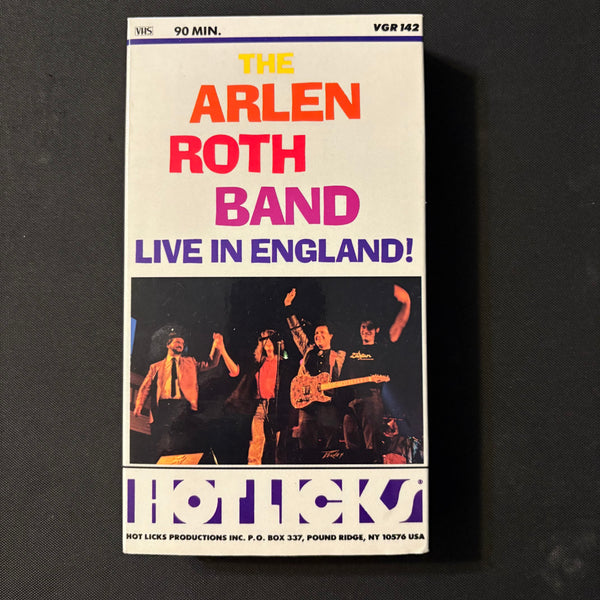 VHS 90 MIN. VGR 142
THE
ARLEN
ROTH
BAND
LIVE IN ENGLAND!
HOT LICKS®
HOT LICKS PRODUCTIONS INC. P.O. BOX 337, POUND RIDGE, NY 10576 USA